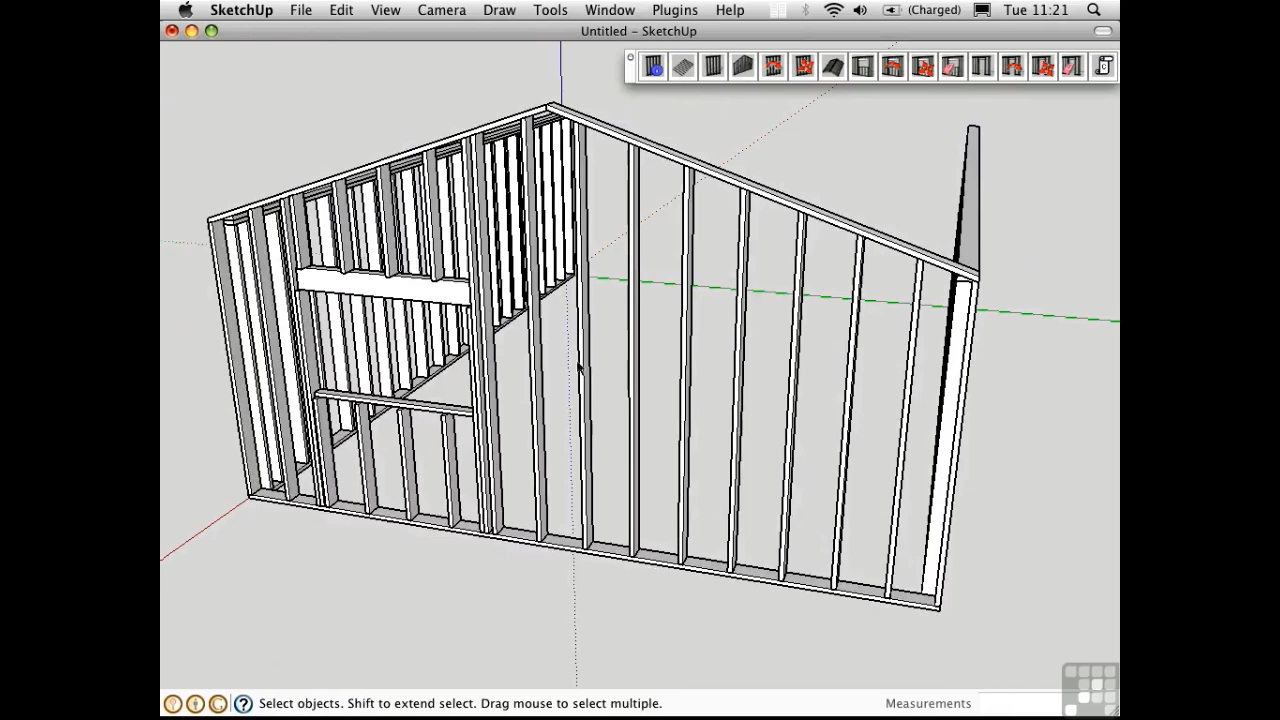 SketchUp File Edit View Camera Draw Tools Window Plugins Help (Charged) Tue 11:21
Untitled – SketchUp
Select objects. Shift to extend select. Drag mouse to select multiple. Measurements